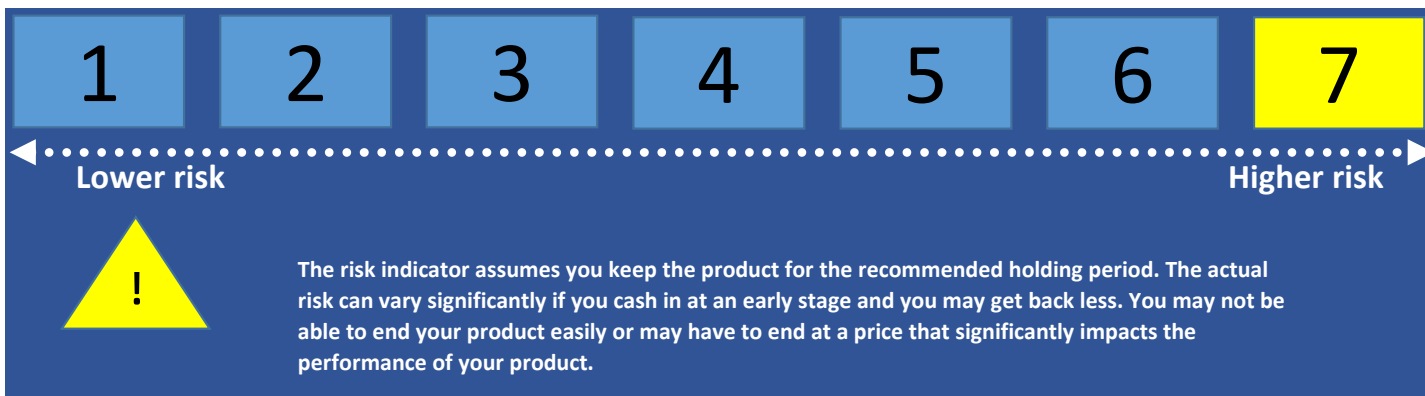 1 2 3 4 5 6 7
Lower risk Higher risk
!
The risk indicator assumes you keep the product for the recommended holding period. The actual
risk can vary significantly if you cash in at an early stage and you may get back less. You may not be
able to end your product easily or may have to end at a price that significantly impacts the
performance of your product.